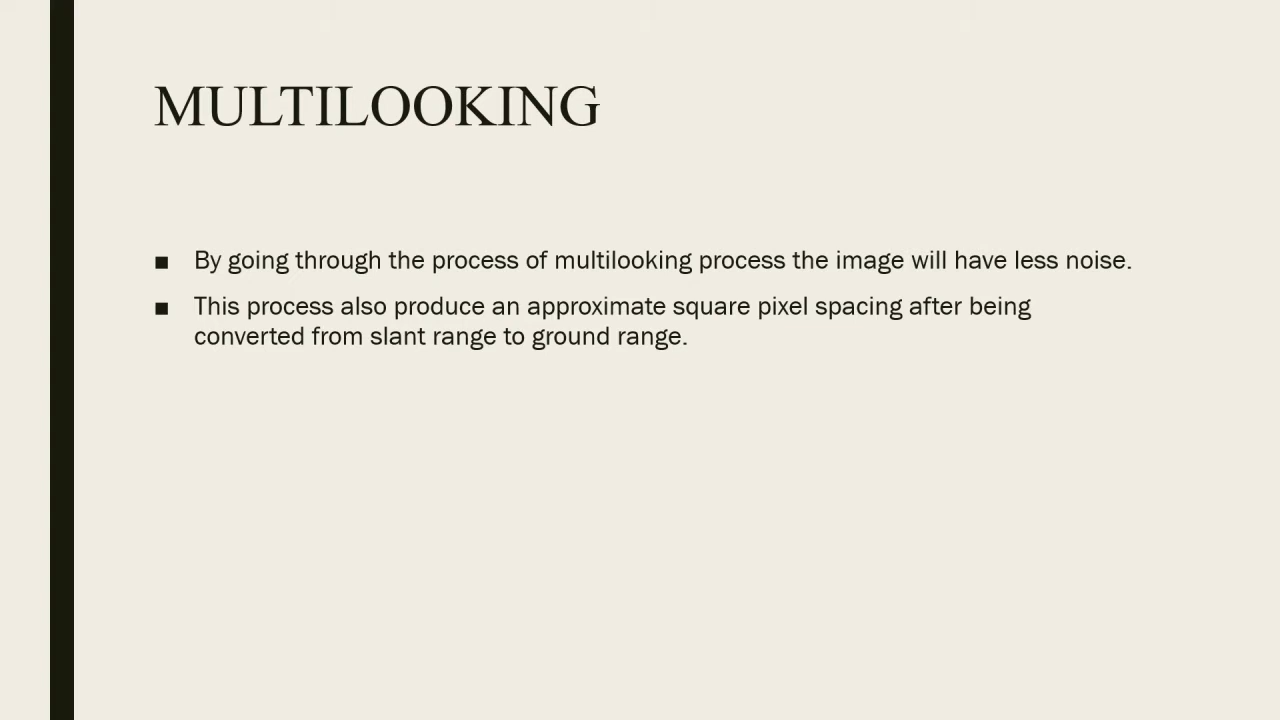 MULTILOOKING
▪ By going through the process of multilooking process the image will have less noise.
▪ This process also produce an approximate square pixel spacing after being
converted from slant range to ground range.